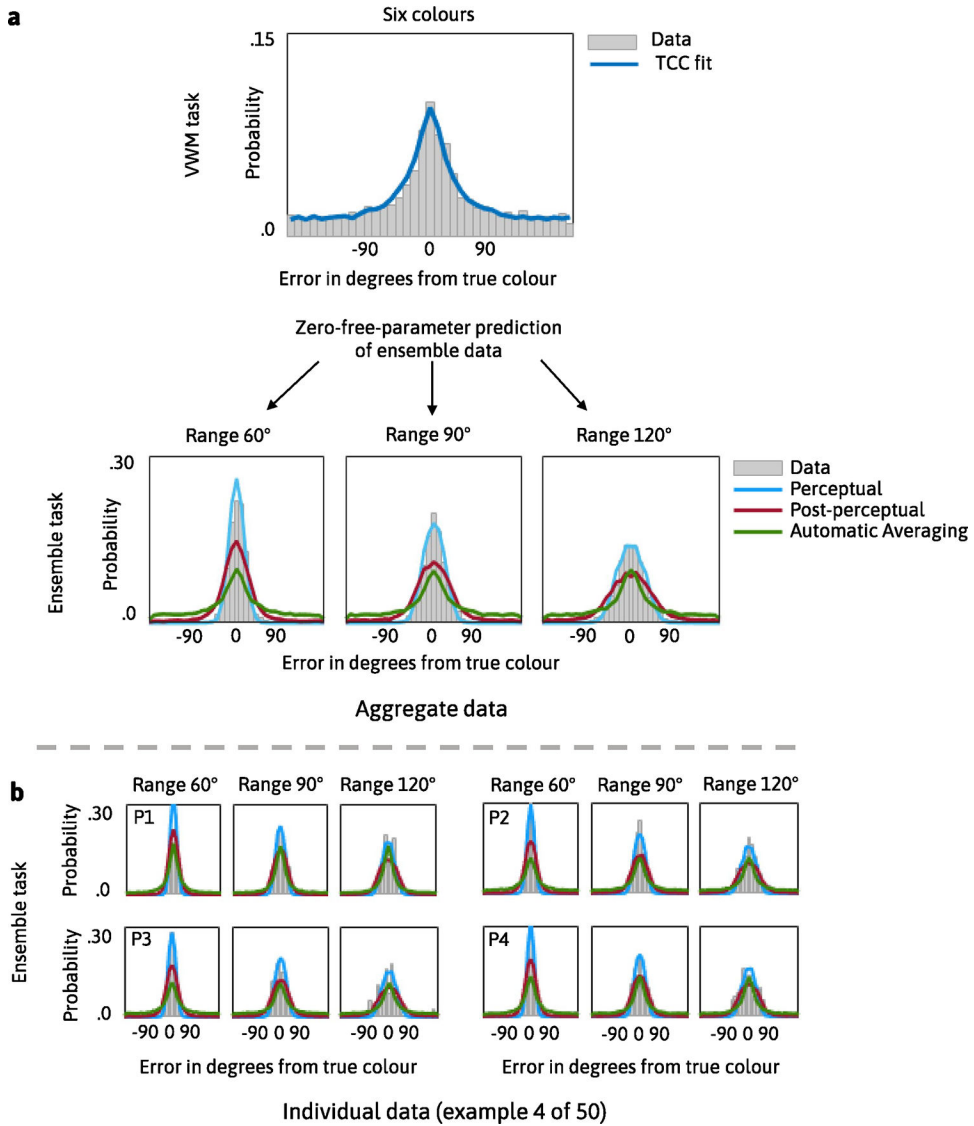 a
Six colours
.15
Data
TCC fit
VWM task
Probability
.0
-90 0 90
Error in degrees from true colour
Zero-free-parameter prediction
of ensemble data
Range 60° Range 90° Range 120°
.30
Data
Perceptual
Post-perceptual
Automatic Averaging
Ensemble task
Probability
.0
-90 0 90 -90 0 90 -90 0 90
Error in degrees from true colour
Aggregate data
b
Range 60° Range 90° Range 120° Range 60° Range 90° Range 120°
.30 P1 .30 P2
Probability Probability
.0 .0
Ensemble task
.30 P3 .30 P4
Probability Probability
.0 .0
-90 0 90 -90 0 90 -90 0 90 -90 0 90 -90 0 90 -90 0 90
Error in degrees from true colour Error in degrees from true colour
Individual data (example 4 of 50)